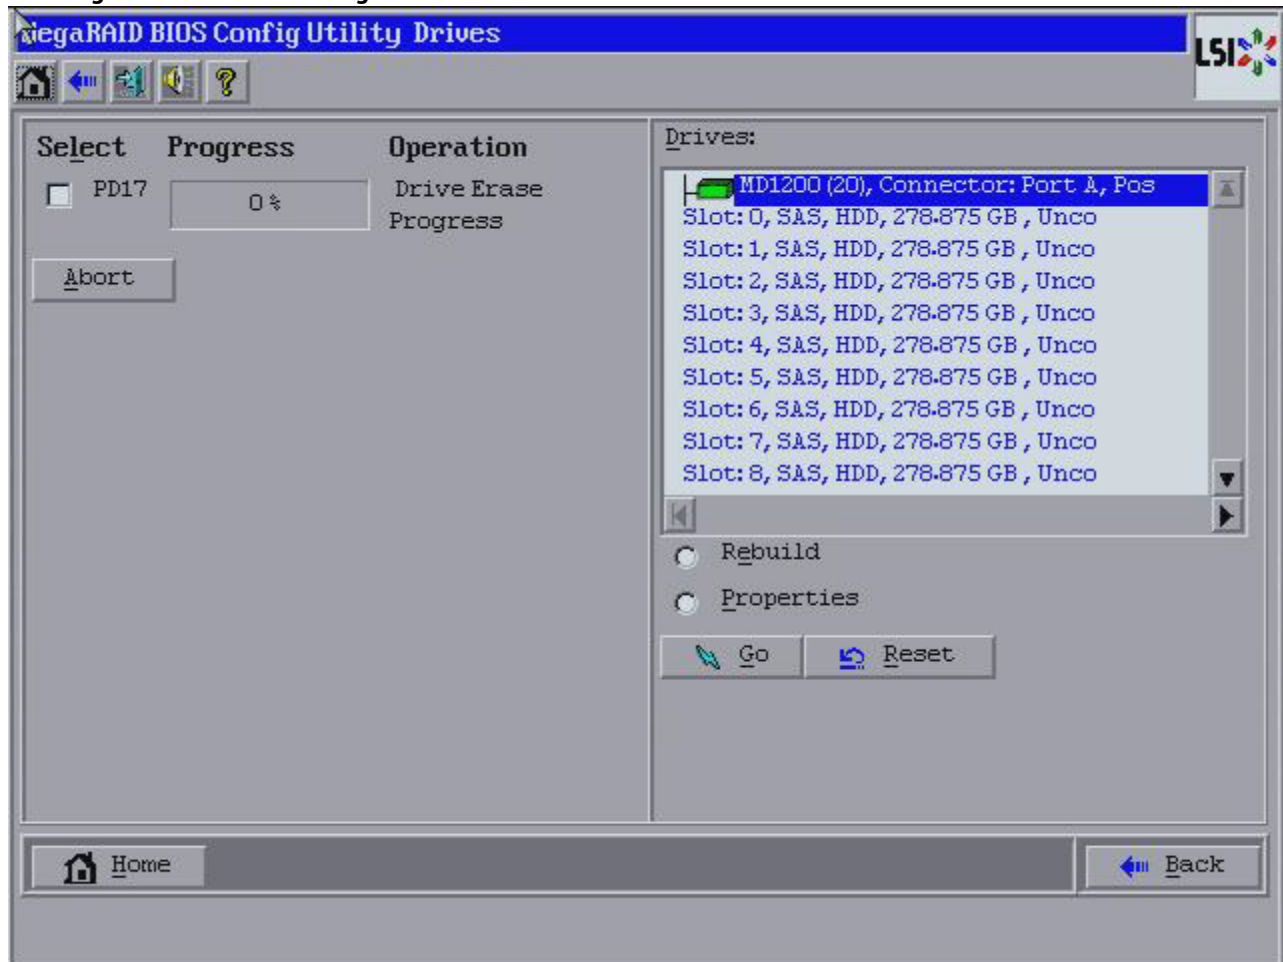 MegaRAID BIOS Config Utility Drives
LSI
Select Progress Operation
PD17 0% Drive Erase
Progress
Abort
Drives:
MD1200 (20), Connector: Port A, Pos
Slot: 0, SAS, HDD, 278.875 GB , Unco
Slot: 1, SAS, HDD, 278.875 GB , Unco
Slot: 2, SAS, HDD, 278.875 GB , Unco
Slot: 3, SAS, HDD, 278.875 GB , Unco
Slot: 4, SAS, HDD, 278.875 GB , Unco
Slot: 5, SAS, HDD, 278.875 GB , Unco
Slot: 6, SAS, HDD, 278.875 GB , Unco
Slot: 7, SAS, HDD, 278.875 GB , Unco
Slot: 8, SAS, HDD, 278.875 GB , Unco
Rebuild
Properties
Go Reset
Home Back